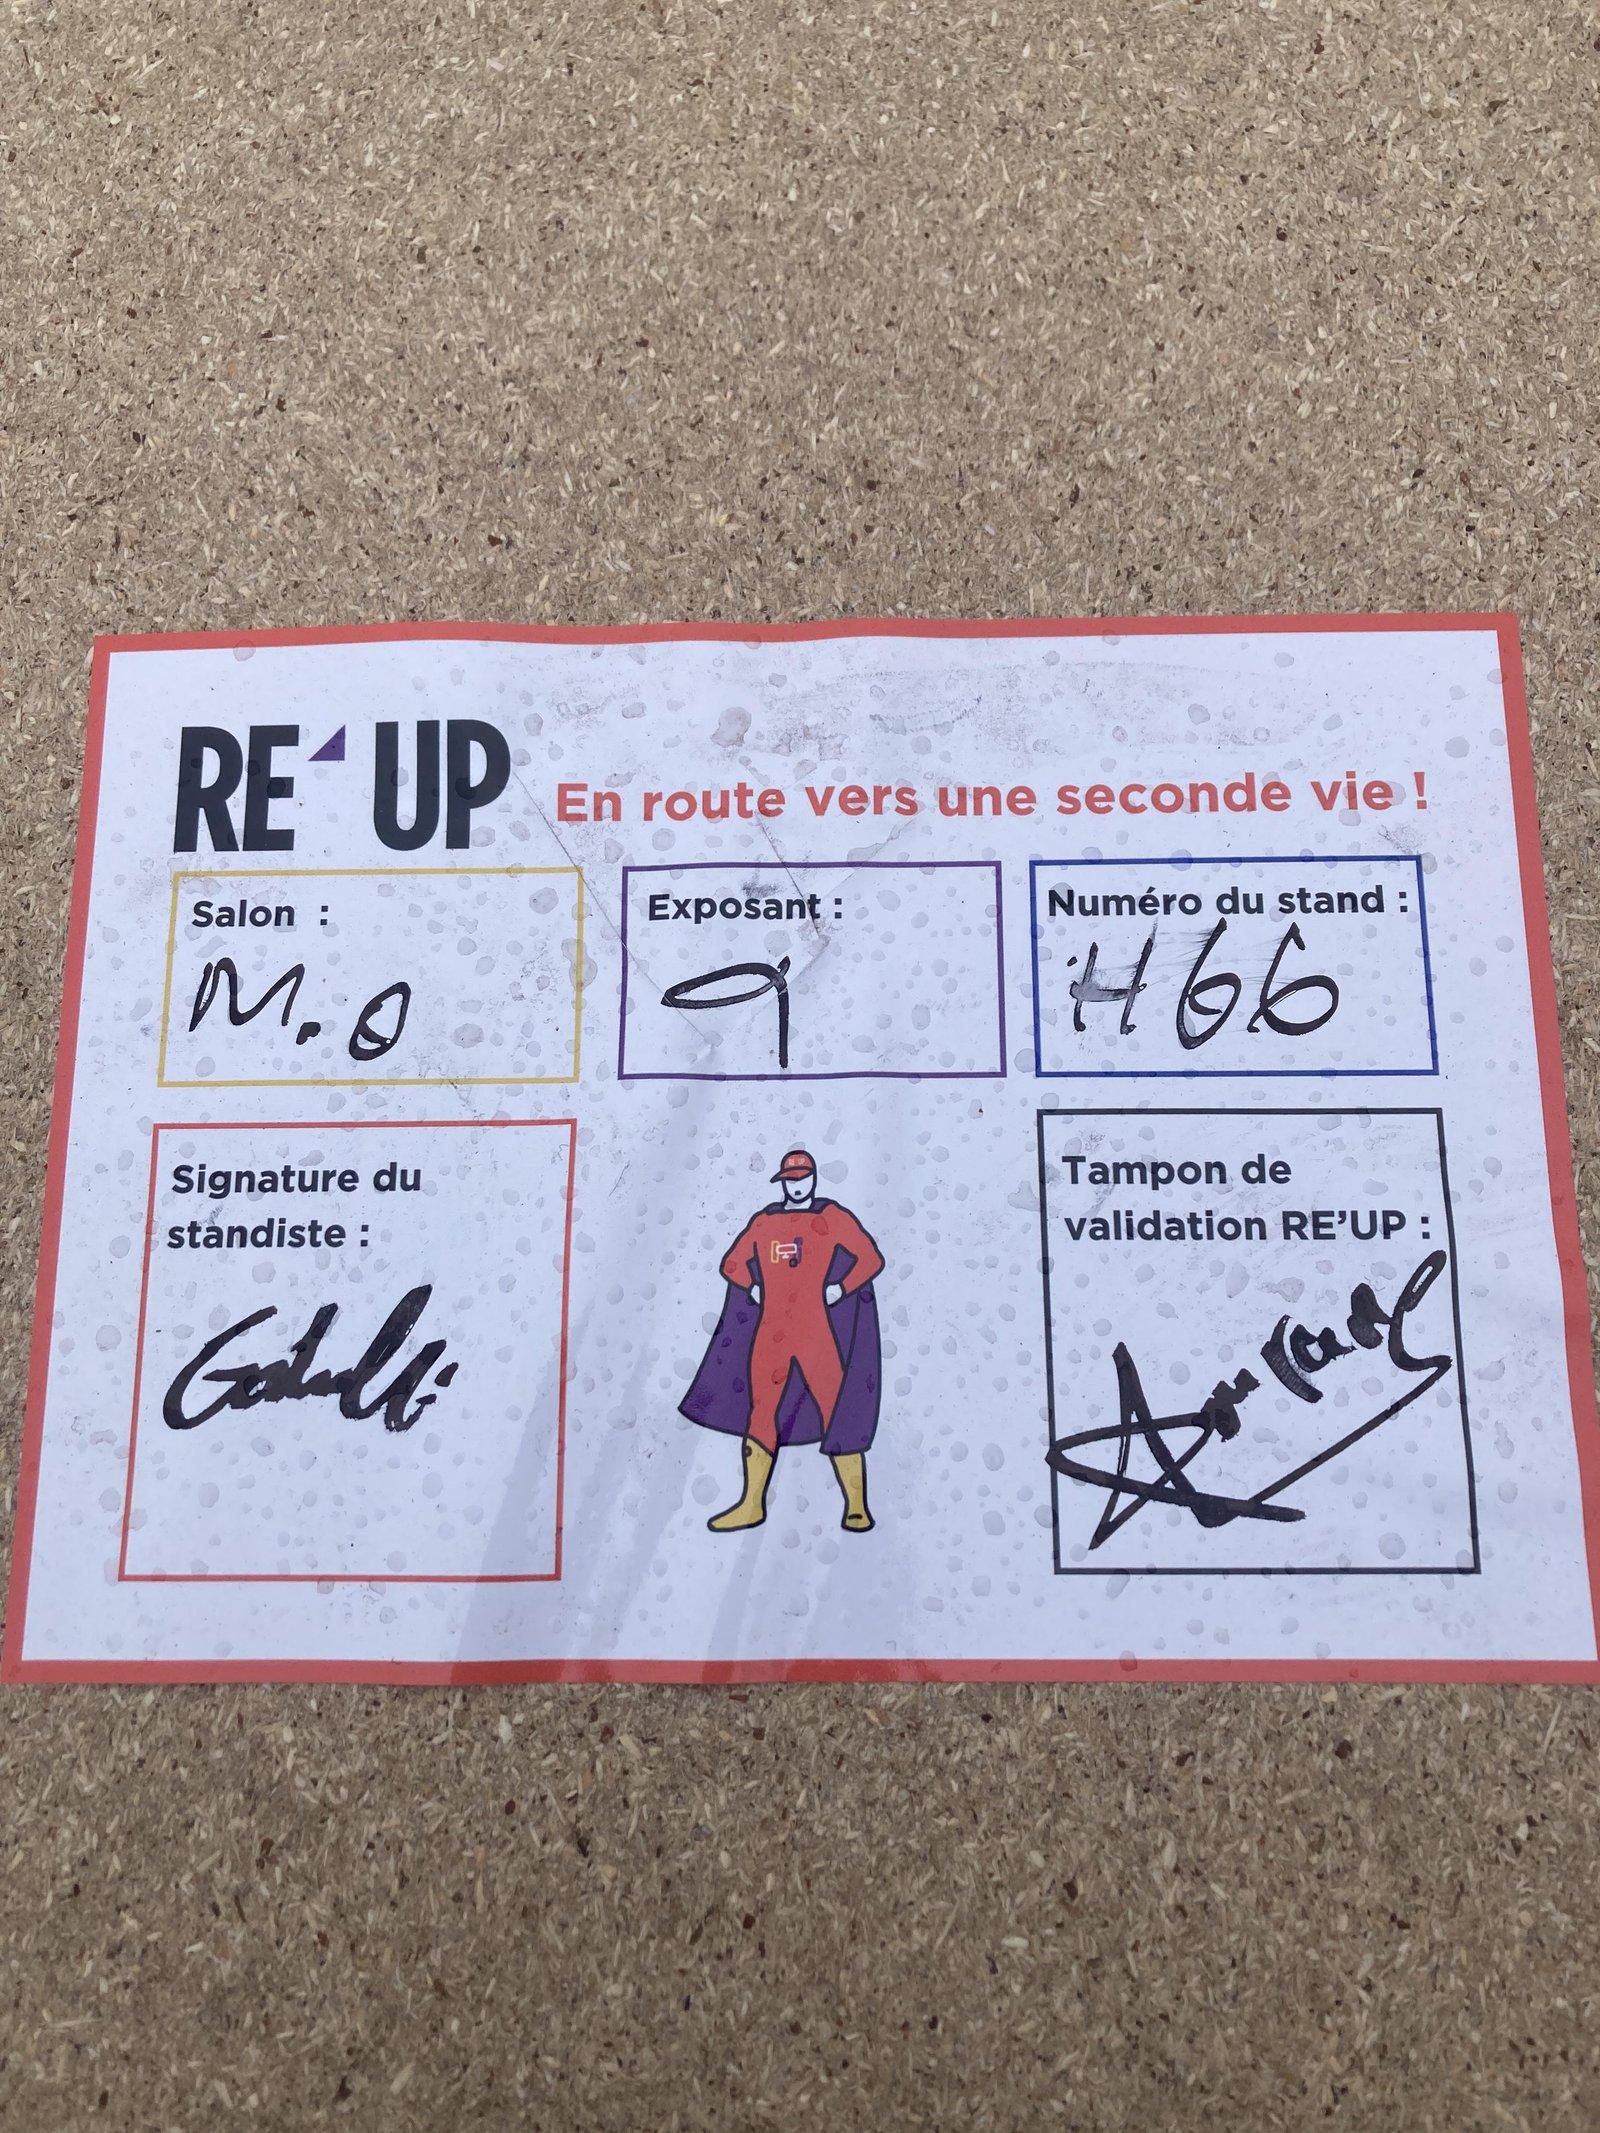 RE'UP
En route vers une seconde vie !
Salon :
M.O
Exposant :
9
Numéro du stand :
H66
Signature du
standiste :
Tampon de
validation RE'UP :